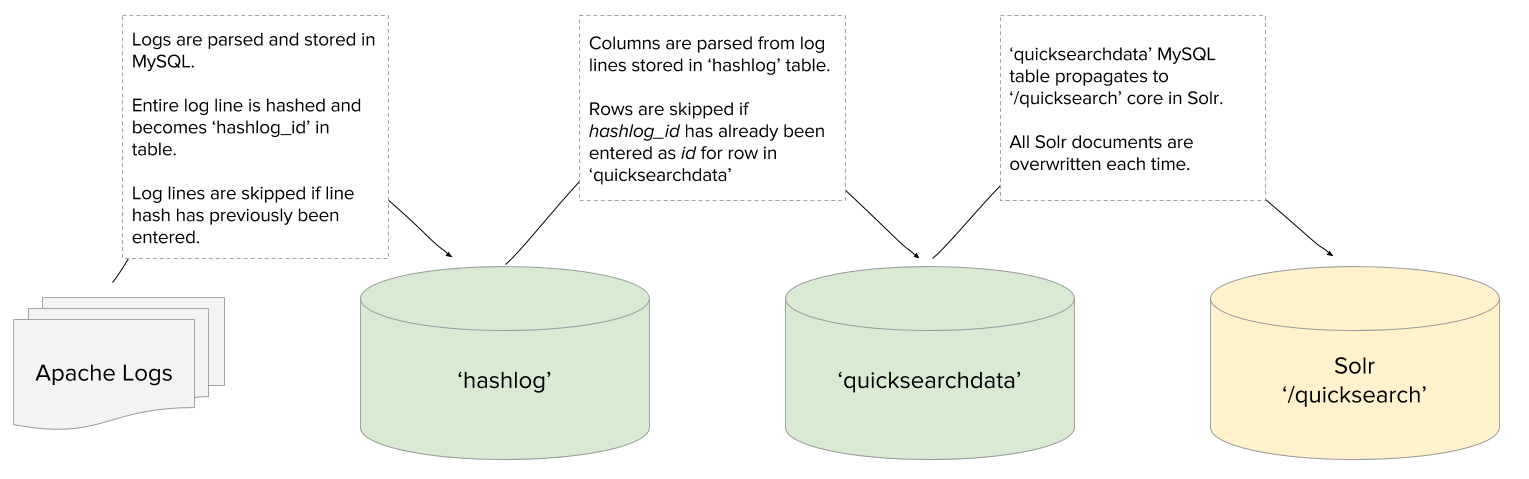 Logs are parsed and stored in
MySQL.
Entire log line is hashed and
becomes ‘hashlog_id’ in
table.
Log lines are skipped if line
hash has previously been
entered.
Columns are parsed from log
lines stored in ‘hashlog’ table.
Rows are skipped if
hashlog_id has already been
entered as id for row in
‘quicksearchdata’
‘quicksearchdata’ MySQL
table propagates to
‘/quicksearch’ core in Solr.
All Solr documents are
overwritten each time.
Apache Logs
‘hashlog’
‘quicksearchdata’
Solr
‘/quicksearch’